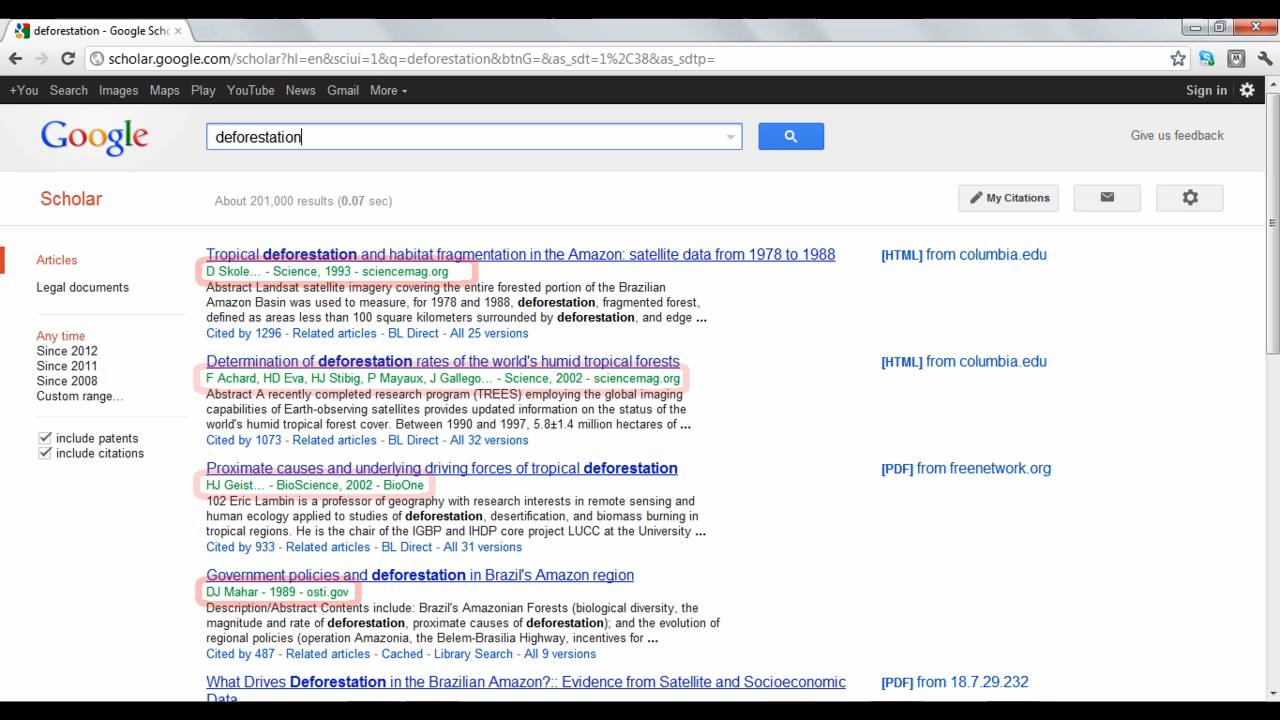 deforestation - Google Sch
scholar.google.com/scholar?hl=en&sciui=1&q=deforestation&btnG=&as_sdt=1%2C38&as_sdtp=
+You Search Images Maps Play YouTube News Gmail More Sign in
Google deforestation Give us feedback
Scholar About 201,000 results (0.07 sec) My Citations
Tropical deforestation and habitat fragmentation in the Amazon: satellite data from 1978 to 1988 [HTML] from columbia.edu
Articles
D Skole... - Science, 1993 - sciencemag.org
Legal documents
Abstract Landsat satellite imagery covering the entire forested portion of the Brazilian
Amazon Basin was used to measure, for 1978 and 1988, deforestation, fragmented forest,
defined as areas less than 100 square kilometers surrounded by deforestation, and edge ...
Any time
Cited by 1296 - Related articles - BL Direct - All 25 versions
Since 2012
Since 2011
Since 2008
Custom range...
Determination of deforestation rates of the world's humid tropical forests [HTML] from columbia.edu
F Achard, HD Eva, HJ Stibig, P Mayaux, J Gallego... - Science, 2002 - sciencemag.org
Abstract A recently completed research program (TREES) employing the global imaging
capabilities of Earth-observing satellites provides updated information on the status of the
world's humid tropical forest cover. Between 1990 and 1997, 5.8±1.4 million hectares of ...
Cited by 1073 - Related articles - BL Direct - All 32 versions
include patents
include citations
Proximate causes and underlying driving forces of tropical deforestation [PDF] from freenetwork.org
HJ Geist... - BioScience, 2002 - BioOne
102 Eric Lambin is a professor of geography with research interests in remote sensing and
human ecology applied to studies of deforestation, desertification, and biomass burning in
tropical regions. He is the chair of the IGBP and IHDP core project LUCC at the University ...
Cited by 933 - Related articles - BL Direct - All 31 versions
Government policies and deforestation in Brazil's Amazon region
DJ Mahar - 1989 - osti.gov
Description/Abstract Contents include: Brazil's Amazonian Forests (biological diversity, the
magnitude and rate of deforestation, proximate causes of deforestation); and the evolution of
regional policies (operation Amazonia, the Belem-Brasilia Highway, incentives for ...
Cited by 487 - Related articles - Cached - Library Search - All 9 versions
What Drives Deforestation in the Brazilian Amazon?:: Evidence from Satellite and Socioeconomic [PDF] from 18.7.29.232
Data